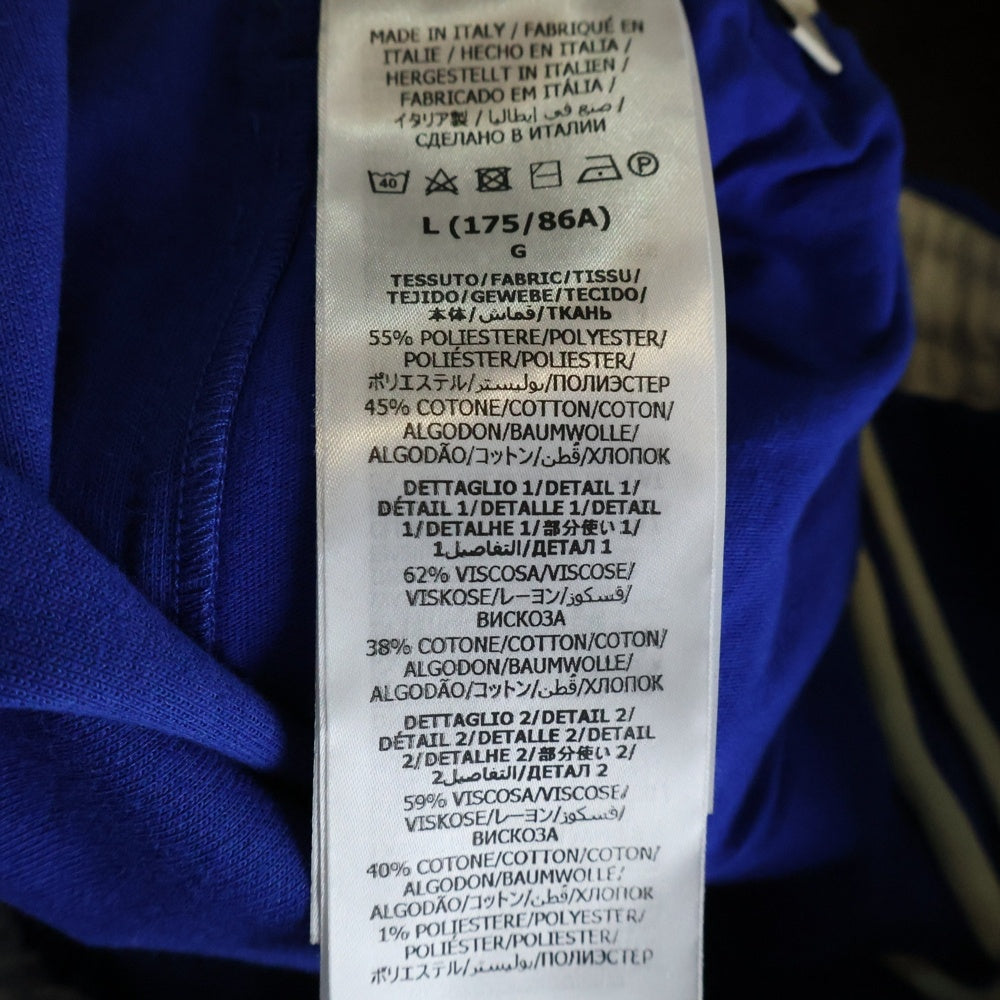 MADE IN ITALY / FABRIQUÉ EN
ITALIE / HECHO EN ITALIA /
HERGESTELLT IN ITALIEN /
FABRICADO EM ITÁLIA /
イタリア製 / صنع في إيطاليا /
СДЕЛАНО В ИТАЛИИ
40 P
L (175/86A)
G
TESSUTO/FABRIC/TISSU/
TEJIDO/GEWEBE/TECIDO/
本体/قماش/ТКАНЬ
55% POLIESTERE/POLYESTER/
POLIÉSTER/POLIESTER/
ポリエステル/بوليستر/ПОЛИЭСТЕР
45% COTONE/COTTON/COTON/
ALGODON/BAUMWOLLE/
ALGODÃO/コットン/قطن/ХЛОПОК
DETTAGLIO 1/DETAIL 1/
DÉTAIL 1/DETALLE 1/DETAIL
1/DETALHE 1/部分使い 1/
التفاصيل1/ДЕТАЛ 1
62% VISCOSA/VISCOSE/
VISKOSE/レーヨン/فسكوز/
ВИСКОЗА
38% COTONE/COTTON/COTON/
ALGODON/BAUMWOLLE/
ALGODÃO/コットン/قطن/ХЛОПОК
DETTAGLIO 2/DETAIL 2/
DÉTAIL 2/DETALLE 2/DETAIL
2/DETALHE 2/部分使い 2/
التفاصيل2/ДЕТАЛ 2
59% VISCOSA/VISCOSE/
VISKOSE/レーヨン/فسكوز/
ВИСКОЗА
40% COTONE/COTTON/COTON/
ALGODON/BAUMWOLLE/
ALGODÃO/コットン/قطن/ХЛОПОК
1% POLIESTERE/POLYESTER/
POLIÉSTER/POLIESTER/
ポリエステル/بوليستر/ПОЛИЭСТЕР